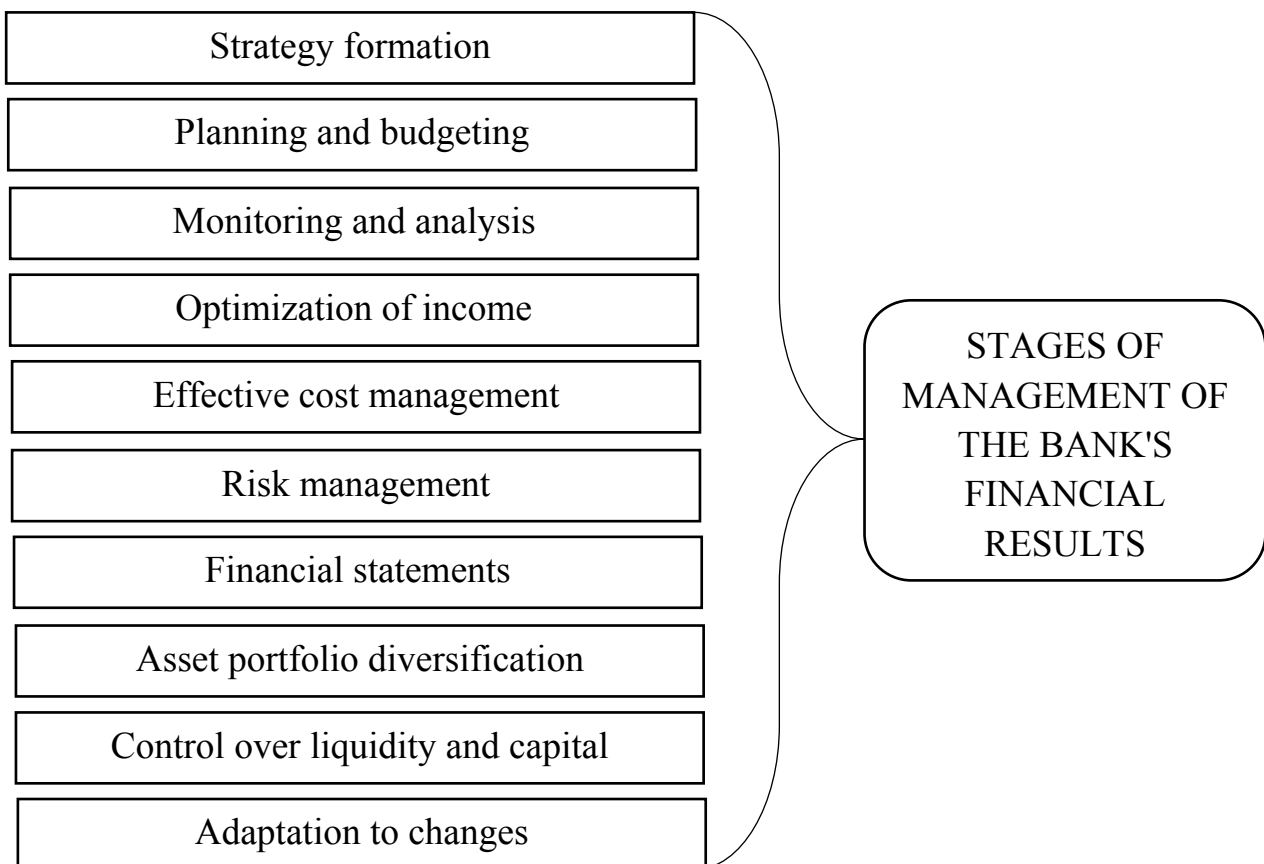 Strategy formation
Planning and budgeting
Monitoring and analysis
Optimization of income
Effective cost management
Risk management
Financial statements
Asset portfolio diversification
Control over liquidity and capital
Adaptation to changes
STAGES OF
MANAGEMENT OF
THE BANK'S
FINANCIAL
RESULTS